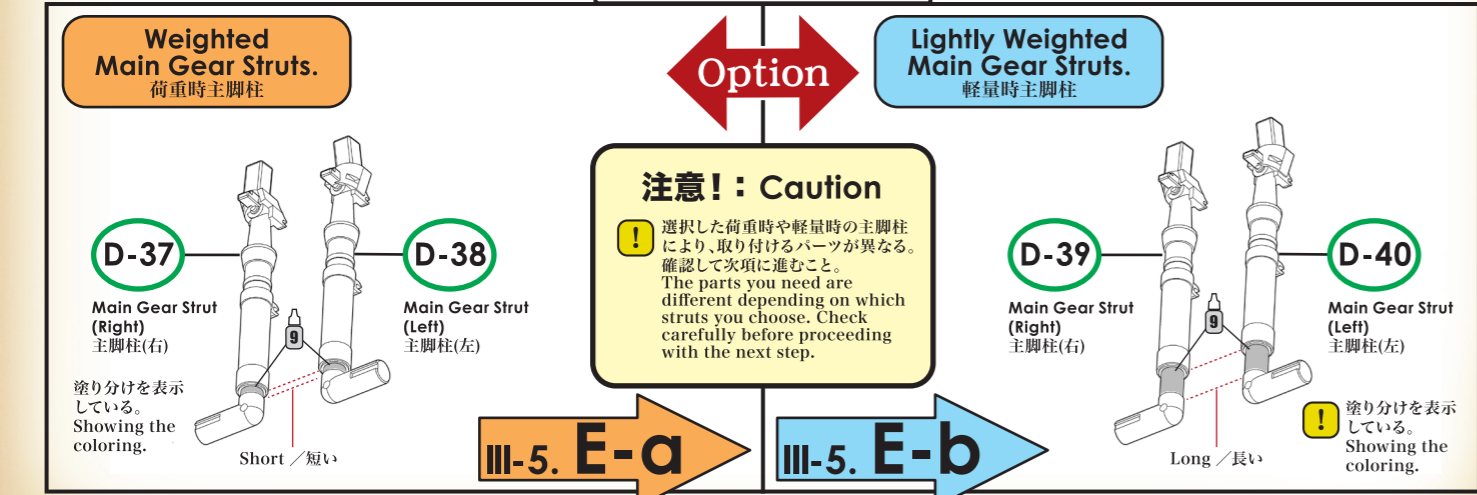 Weighted
Main Gear Struts.
荷重時主脚柱
Option
Lightly Weighted
Main Gear Struts.
軽量時主脚柱
D-37
Main Gear Strut
(Right)
主脚柱(右)
D-38
Main Gear Strut
(Left)
主脚柱(左)
9
塗り分けを表示
している。
Showing the
coloring.
Short／短い
注意!：Caution
!
選択した荷重時や軽量時の主脚柱
により、取り付けるパーツが異なる。
確認して次項に進むこと。
The parts you need are
different depending on which
struts you choose. Check
carefully before proceeding
with the next step.
III-5. E-a
III-5. E-b
D-39
Main Gear Strut
(Right)
主脚柱(右)
D-40
Main Gear Strut
(Left)
主脚柱(左)
9
Long／長い
!
塗り分けを表示
している。
Showing the
coloring.